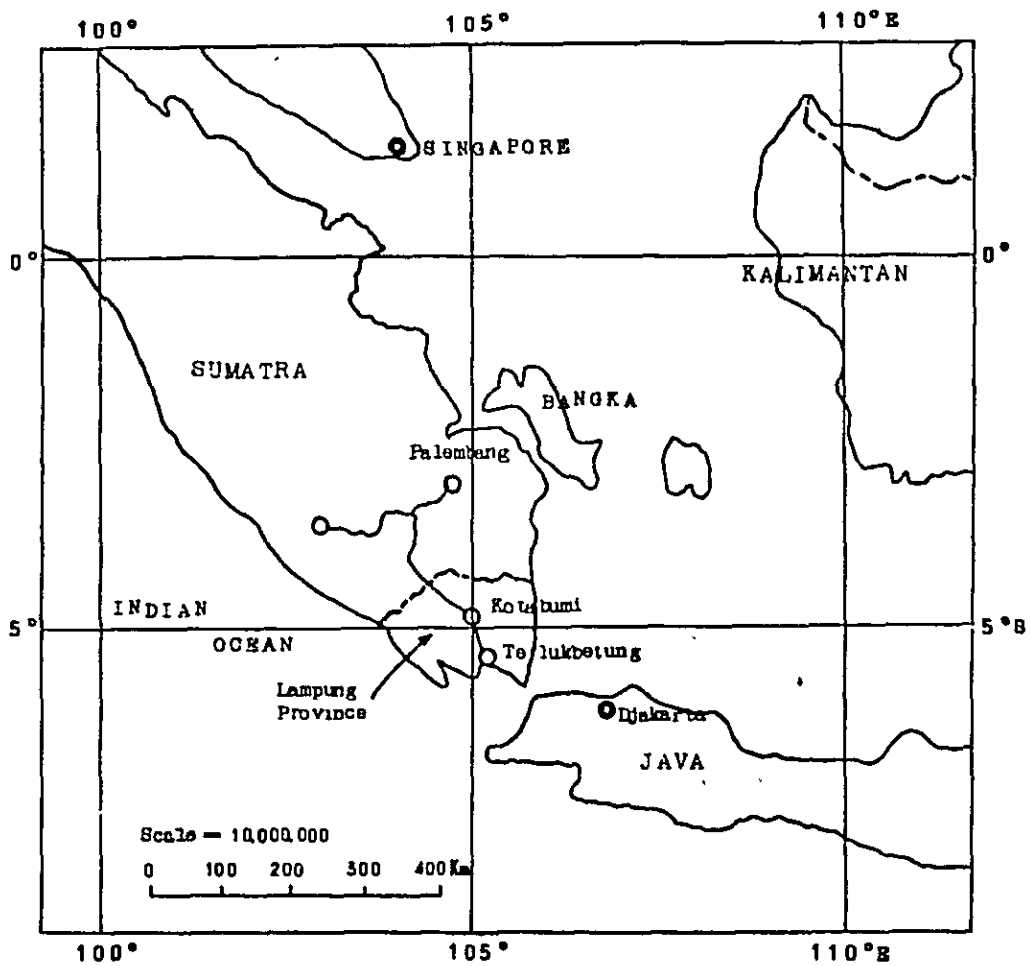 100° 105° 110°E
SINGAPORE
0° 0°
KALIMANTAN
SUMATRA
BANGKA
Palembang
Kotabumi
INDIAN
5° 5°S
OCEAN
Telukbetung
Lampung
Province
Djakarta
JAVA
Scale = 10,000,000
0 100 200 300 400 Km
100° 105° 110°E